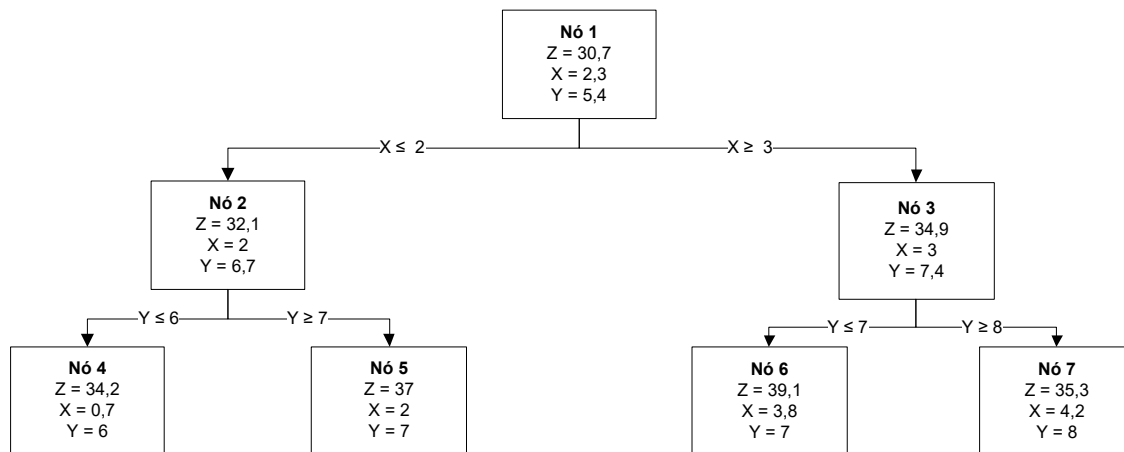 Nó 1
Z = 30,7
X = 2,3
Y = 5,4
X ≤ 2
X ≥ 3
Nó 2
Z = 32,1
X = 2
Y = 6,7
Nó 3
Z = 34,9
X = 3
Y = 7,4
Y ≤ 6
Y ≥ 7
Y ≤ 7
Y ≥ 8
Nó 4
Z = 34,2
X = 0,7
Y = 6
Nó 5
Z = 37
X = 2
Y = 7
Nó 6
Z = 39,1
X = 3,8
Y = 7
Nó 7
Z = 35,3
X = 4,2
Y = 8